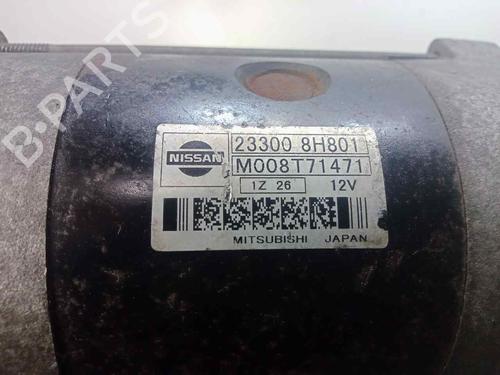 B-PARTS
NISSAN
23300 8H801
M008T71471
1Z 26
12V
MITSUBISHI JAPAN